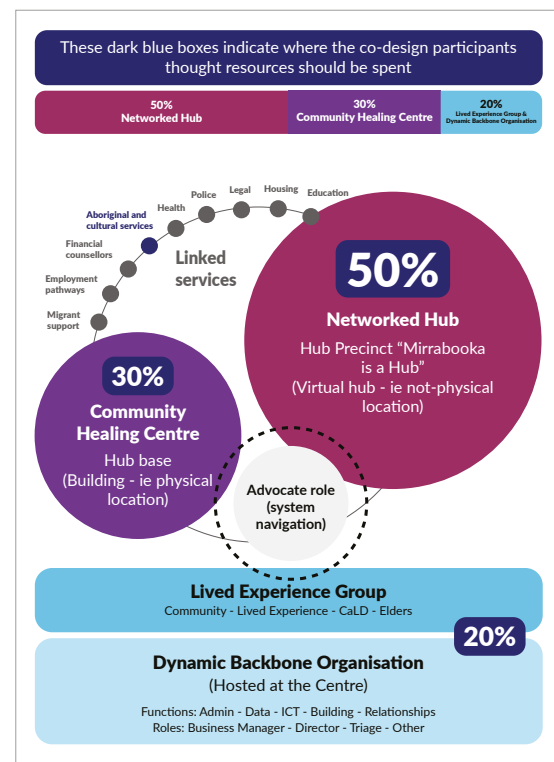 These dark blue boxes indicate where the co-design participants
thought resources should be spent
50%
Networked Hub
30%
Community Healing Centre
20%
Lived Experience Group &
Dynamic Backbone Organisation
Education
Housing
Legal
Police
Health
Aboriginal and
cultural services
Financial
counsellors
Employment
pathways
Migrant
support
Linked
services
50%
Networked Hub
Hub Precinct “Mirrabooka
is a Hub”
(Virtual hub - ie not-physical
location)
30%
Community
Healing Centre
Hub base
(Building - ie physical
location)
Advocate role
(system
navigation)
Lived Experience Group
Community - Lived Experience - CaLD - Elders
20%
Dynamic Backbone Organisation
(Hosted at the Centre)
Functions: Admin - Data - ICT - Building - Relationships
Roles: Business Manager - Director - Triage - Other